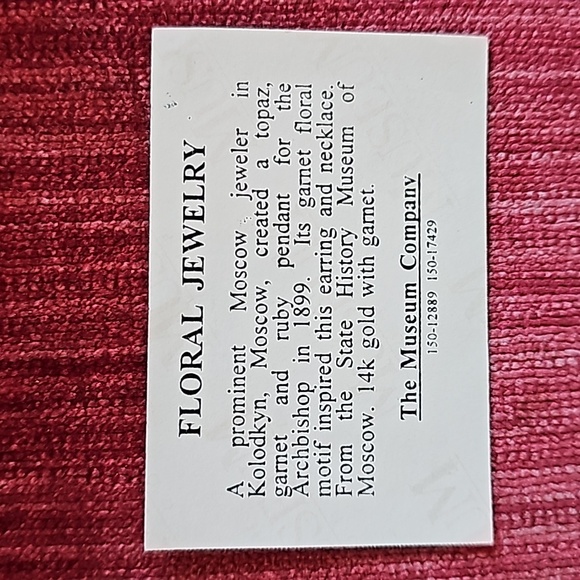 FLORAL JEWELRY
A prominent Moscow jeweler in
Kolodkyn, Moscow, created a topaz,
garnet and ruby pendant for the
Archbishop in 1899. Its garnet floral
motif inspired this earring and necklace.
From the State History Museum of
Moscow. 14k gold with garnet.
The Museum Company
150-12889 150-17429